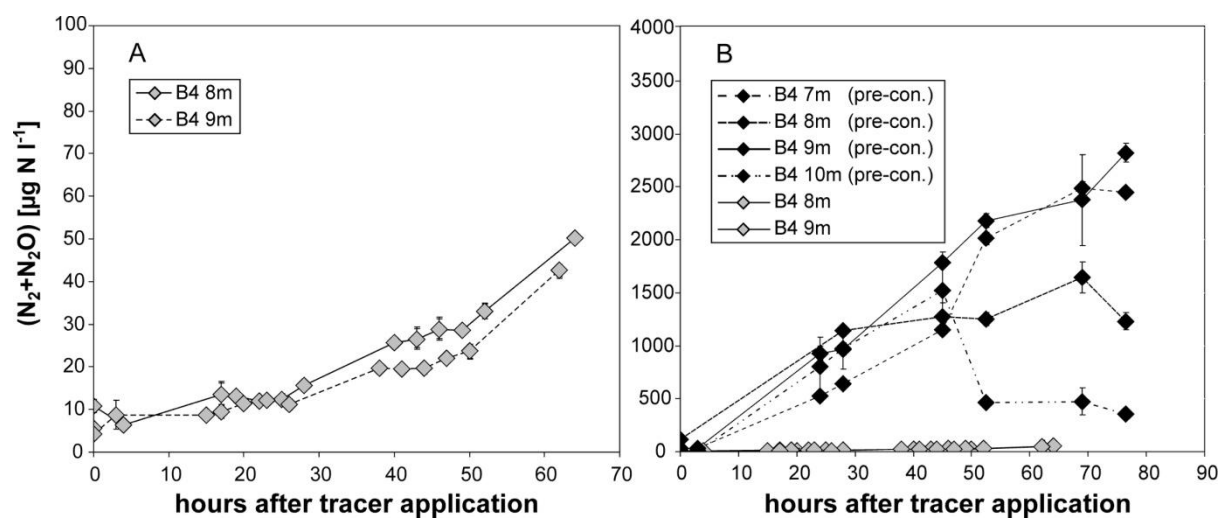 (N₂+N₂O) [µg N l⁻¹]
100
90
80
70
60
50
40
30
20
10
0
A
B4 8m
B4 9m
0 10 20 30 40 50 60 70
hours after tracer application
4000
3500
3000
2500
2000
1500
1000
500
0
B
B4 7m (pre-con.)
B4 8m (pre-con.)
B4 9m (pre-con.)
B4 10m (pre-con.)
B4 8m
B4 9m
0 10 20 30 40 50 60 70 80 90
hours after tracer application